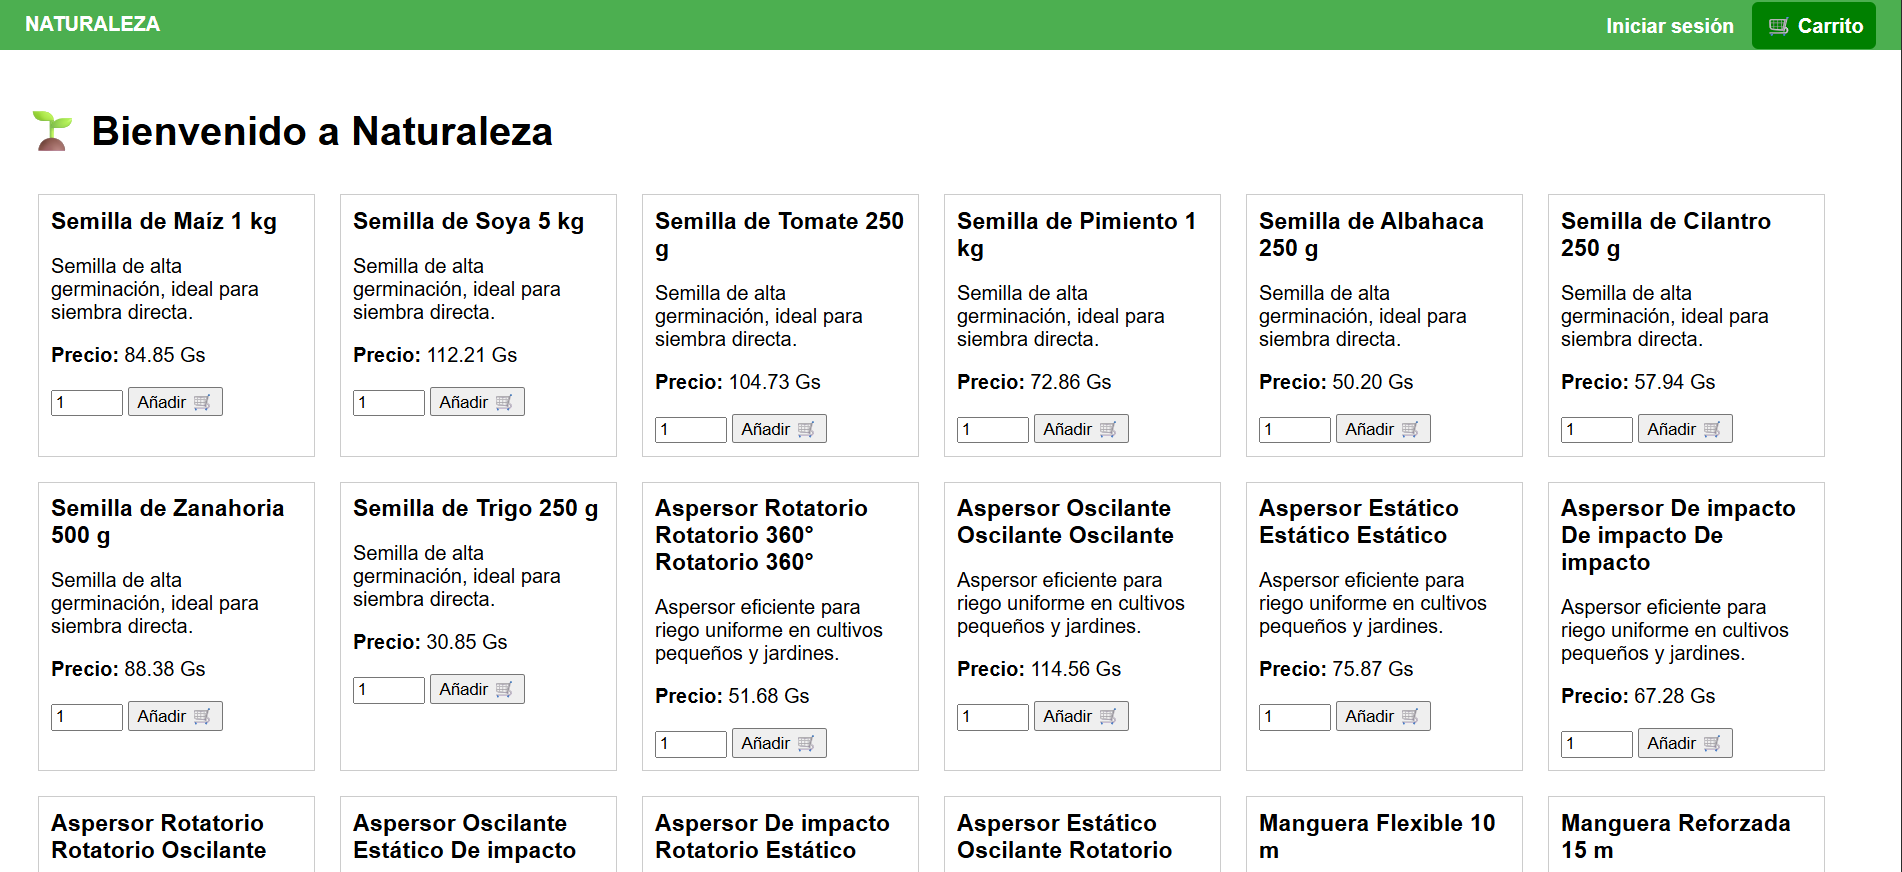 NATURALEZA
Iniciar sesión
Carrito
Bienvenido a Naturaleza
Semilla de Maíz 1 kg
Semilla de alta
germinación, ideal para
siembra directa.
Precio: 84.85 Gs
1
Añadir
Semilla de Soya 5 kg
Semilla de alta
germinación, ideal para
siembra directa.
Precio: 112.21 Gs
1
Añadir
Semilla de Tomate 250
g
Semilla de alta
germinación, ideal para
siembra directa.
Precio: 104.73 Gs
1
Añadir
Semilla de Pimiento 1
kg
Semilla de alta
germinación, ideal para
siembra directa.
Precio: 72.86 Gs
1
Añadir
Semilla de Albahaca
250 g
Semilla de alta
germinación, ideal para
siembra directa.
Precio: 50.20 Gs
1
Añadir
Semilla de Cilantro
250 g
Semilla de alta
germinación, ideal para
siembra directa.
Precio: 57.94 Gs
1
Añadir
Semilla de Zanahoria
500 g
Semilla de alta
germinación, ideal para
siembra directa.
Precio: 88.38 Gs
1
Añadir
Semilla de Trigo 250 g
Semilla de alta
germinación, ideal para
siembra directa.
Precio: 30.85 Gs
1
Añadir
Aspersor Rotatorio
Rotatorio 360°
Rotatorio 360°
Aspersor eficiente para
riego uniforme en cultivos
pequeños y jardines.
Precio: 51.68 Gs
1
Añadir
Aspersor Oscilante
Oscilante Oscilante
Aspersor eficiente para
riego uniforme en cultivos
pequeños y jardines.
Precio: 114.56 Gs
1
Añadir
Aspersor Estático
Estático Estático
Aspersor eficiente para
riego uniforme en cultivos
pequeños y jardines.
Precio: 75.87 Gs
1
Añadir
Aspersor De impacto
De impacto De
impacto
Aspersor eficiente para
riego uniforme en cultivos
pequeños y jardines.
Precio: 67.28 Gs
1
Añadir
Aspersor Rotatorio
Rotatorio Oscilante
Aspersor Oscilante
Estático De impacto
Aspersor De impacto
Rotatorio Estático
Aspersor Estático
Oscilante Rotatorio
Manguera Flexible 10
m
Manguera Reforzada
15 m